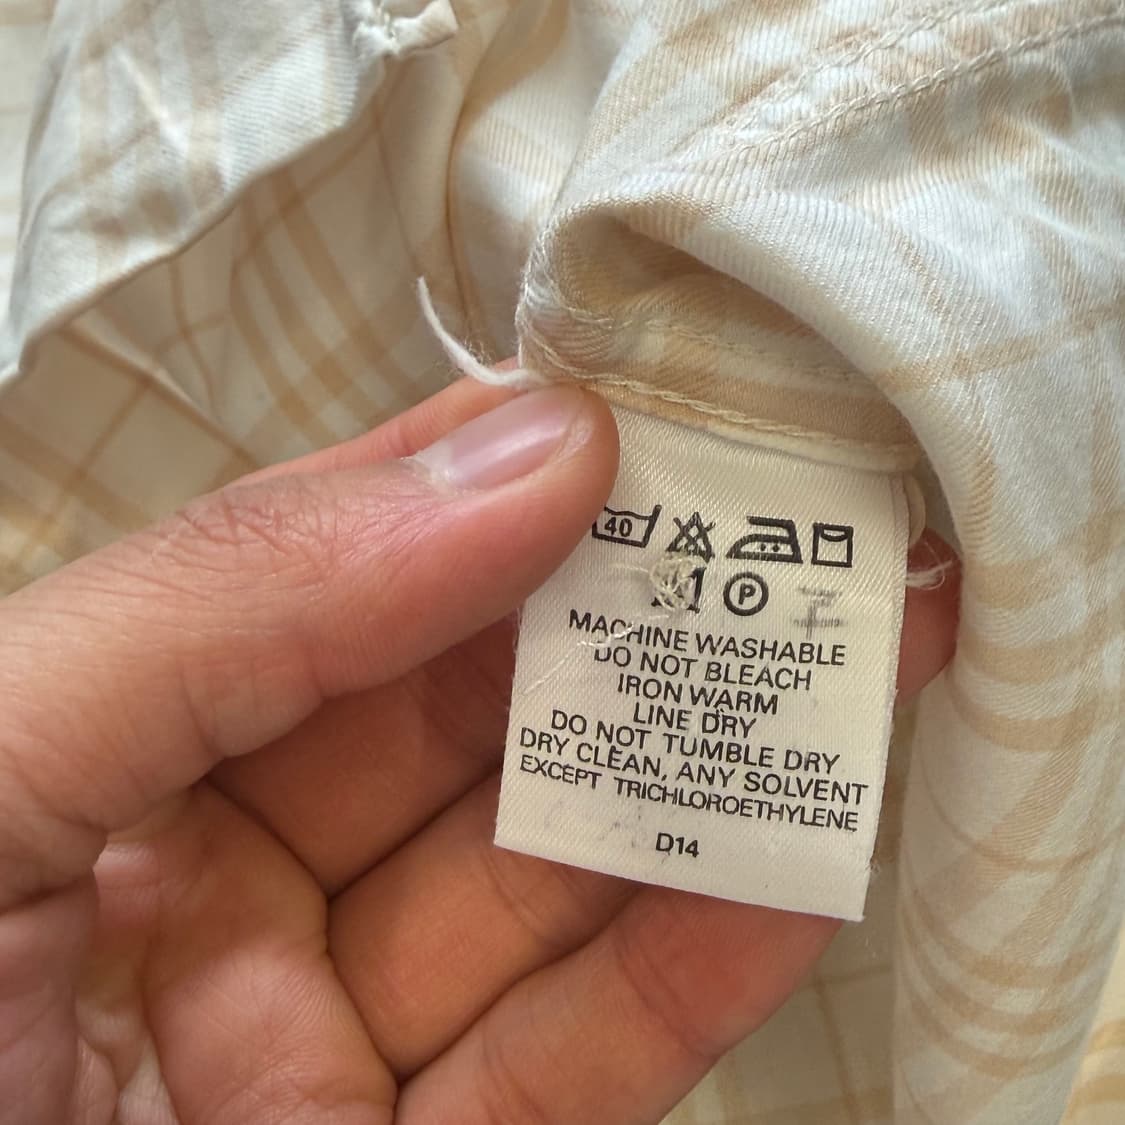 40
P
MACHINE WASHABLE
DO NOT BLEACH
IRON WARM
LINE DRY
DO NOT TUMBLE DRY
DRY CLEAN, ANY SOLVENT
EXCEPT TRICHLOROETHYLENE
D14